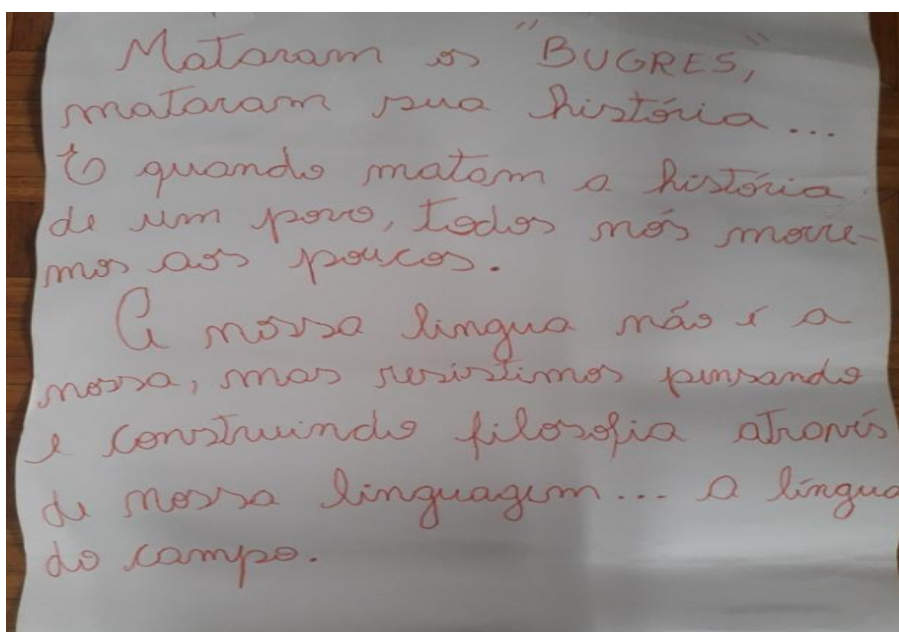 Mataram os "BUGRES,"
mataram sua história...
E quando matam a história
de um povo, todos nós morre-
mos aos poucos.
A nossa lingua não é a
nossa, mas resistimos pensando
e construindo filosofia através
de nossa linguagem... a língua
do campo.